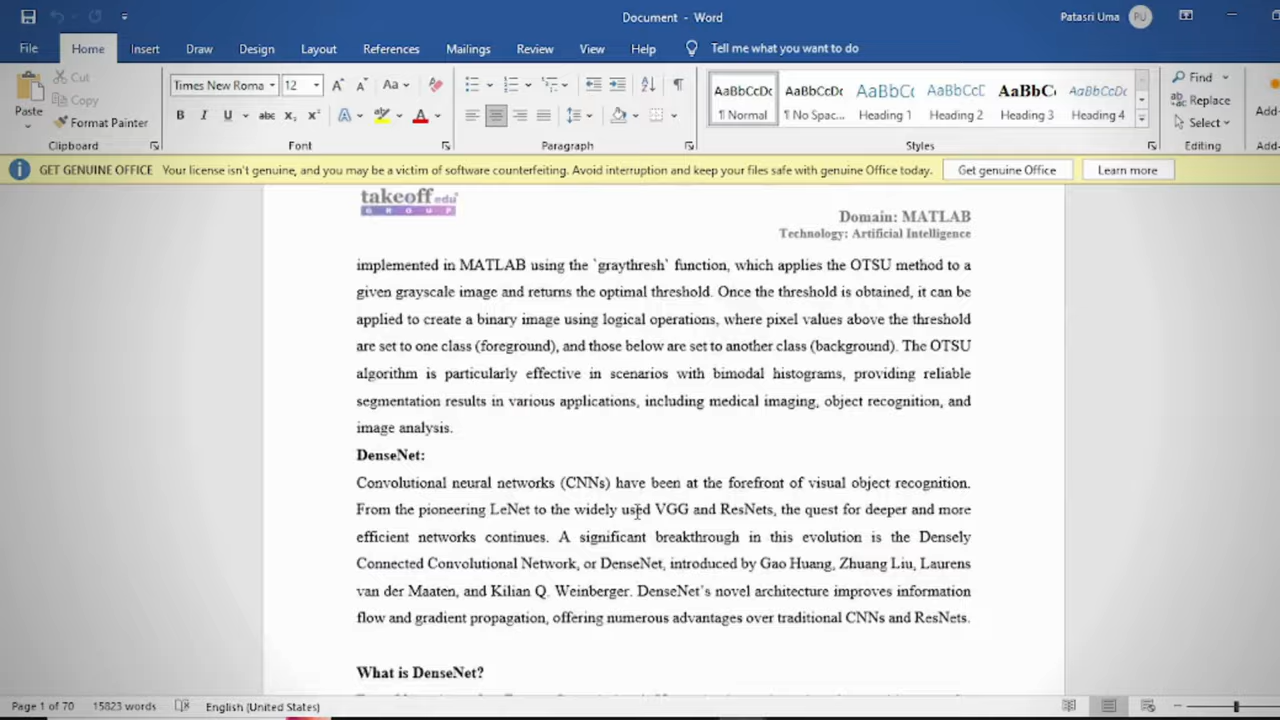 Document - Word
Patasri Uma
PU
File
Home
Insert
Draw
Design
Layout
References
Mailings
Review
View
Help
Tell me what you want to do
Paste
Cut
Copy
Format Painter
Clipboard
Times New Roma
12
Font
Paragraph
AaBbCcDc
¶ Normal
AaBbCcDc
¶ No Spac...
AaBbC(
Heading 1
AaBbCcD
Heading 2
AaBbC(
Heading 3
AaBbCcDc
Heading 4
Styles
Find
Replace
Select
Editing
Add-
Add-
GET GENUINE OFFICE Your license isn't genuine, and you may be a victim of software counterfeiting. Avoid interruption and keep your files safe with genuine Office today.
Get genuine Office
Learn more
takeoff edu
GROUP
Domain: MATLAB
Technology: Artificial Intelligence
implemented in MATLAB using the `graythresh` function, which applies the OTSU method to a
given grayscale image and returns the optimal threshold. Once the threshold is obtained, it can be
applied to create a binary image using logical operations, where pixel values above the threshold
are set to one class (foreground), and those below are set to another class (background). The OTSU
algorithm is particularly effective in scenarios with bimodal histograms, providing reliable
segmentation results in various applications, including medical imaging, object recognition, and
image analysis.
DenseNet:
Convolutional neural networks (CNNs) have been at the forefront of visual object recognition.
From the pioneering LeNet to the widely used VGG and ResNets, the quest for deeper and more
efficient networks continues. A significant breakthrough in this evolution is the Densely
Connected Convolutional Network, or DenseNet, introduced by Gao Huang, Zhuang Liu, Laurens
van der Maaten, and Kilian Q. Weinberger. DenseNet's novel architecture improves information
flow and gradient propagation, offering numerous advantages over traditional CNNs and ResNets.
What is DenseNet?
Page 1 of 70
15823 words
English (United States)